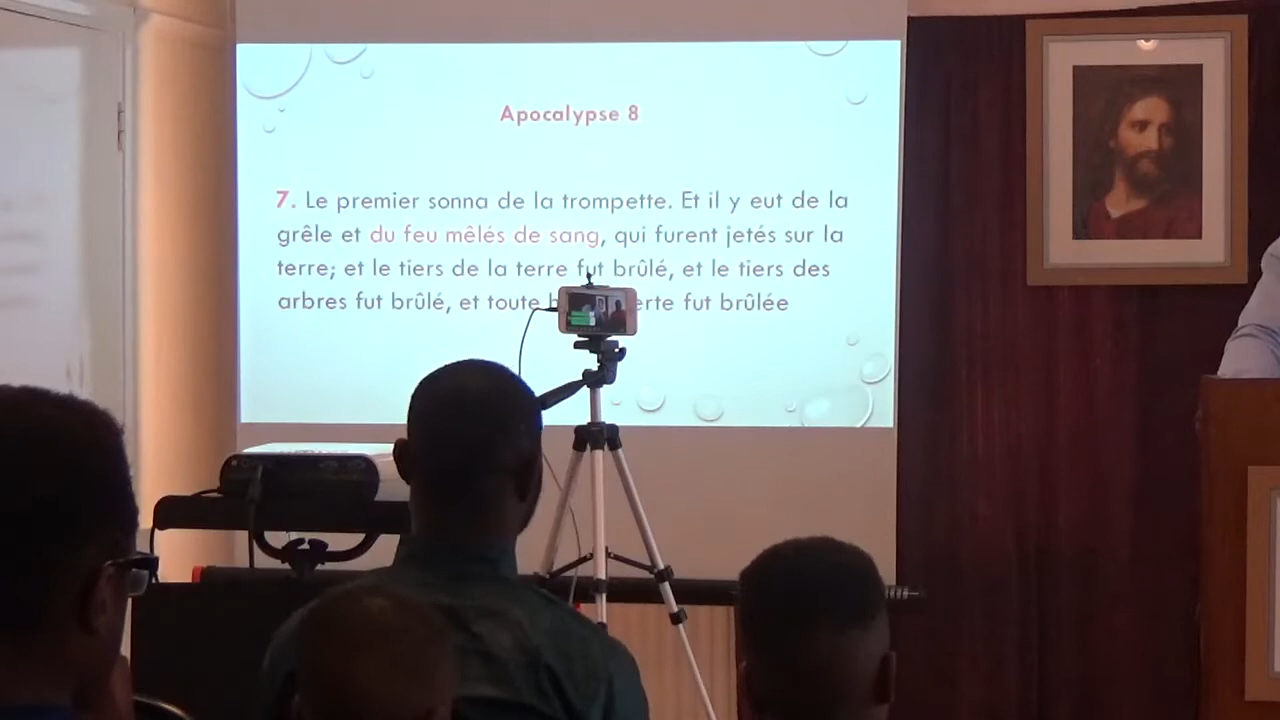 Apocalypse 8
7. Le premier sonna de la trompette. Et il y eut de la
grêle et du feu mêlés de sang, qui furent jetés sur la
terre; et le tiers de la terre fut brûlé, et le tiers des
arbres fut brûlé, et toute fut brûlée